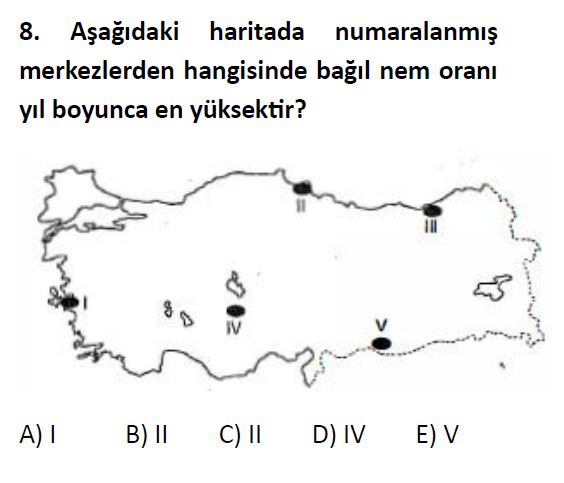 8. Aşağıdaki haritada numaralanmış
merkezlerden hangisinde bağıl nem oranı
yıl boyunca en yüksektir?
II
III
I
IV
V
A) I B) II C) II D) IV E) V